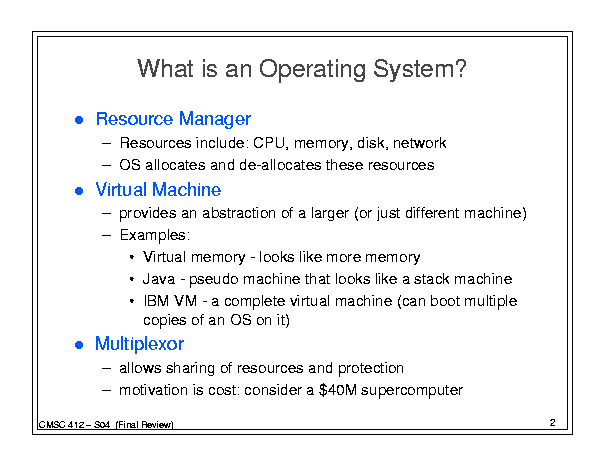 What is an Operating System?
● Resource Manager
– Resources include: CPU, memory, disk, network
– OS allocates and de-allocates these resources
● Virtual Machine
– provides an abstraction of a larger (or just different machine)
– Examples:
• Virtual memory - looks like more memory
• Java - pseudo machine that looks like a stack machine
• IBM VM - a complete virtual machine (can boot multiple
copies of an OS on it)
● Multiplexor
– allows sharing of resources and protection
– motivation is cost: consider a $40M supercomputer
CMSC 412 – S04 (Final Review)
2